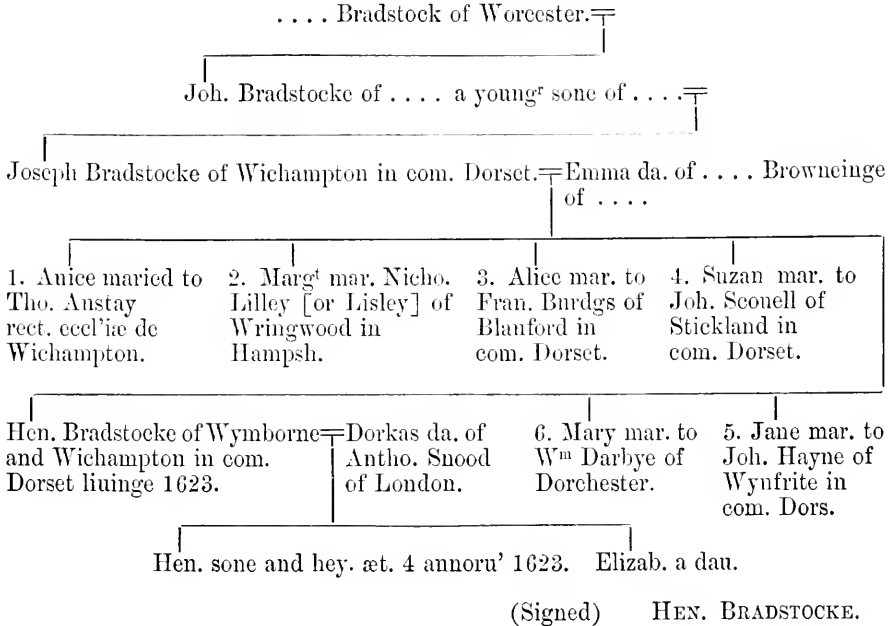 . . . . Bradstock of Worcester.
Joh. Bradstocke of . . . . a youngʳ sone of . . . .
Joseph Bradstocke of Wichampton in com. Dorset. Emma da. of . . . . Browneinge
of . . . .
1. Anice maried to
Tho. Anstay
rect. eccl'iæ de
Wichampton.
2. Margᵗ mar. Nicho.
Lilley [or Lisley] of
Wringwood in
Hampsh.
3. Alice mar. to
Fran. Burdgs of
Blanford in
com. Dorset.
4. Suzan mar. to
Joh. Scouell of
Stickland in
com. Dorset.
Hen. Bradstocke of Wymborne
and Wichampton in com.
Dorset liuinge 1623.
Dorkas da. of
Antho. Snood
of London.
6. Mary mar. to
Wᵐ Darbye of
Dorchester.
5. Jane mar. to
Joh. Hayne of
Wynfrite in
com. Dors.
Hen. sone and hey. æt. 4 annoru' 1623. Elizab. a dau.
(Signed) HEN. BRADSTOCKE.